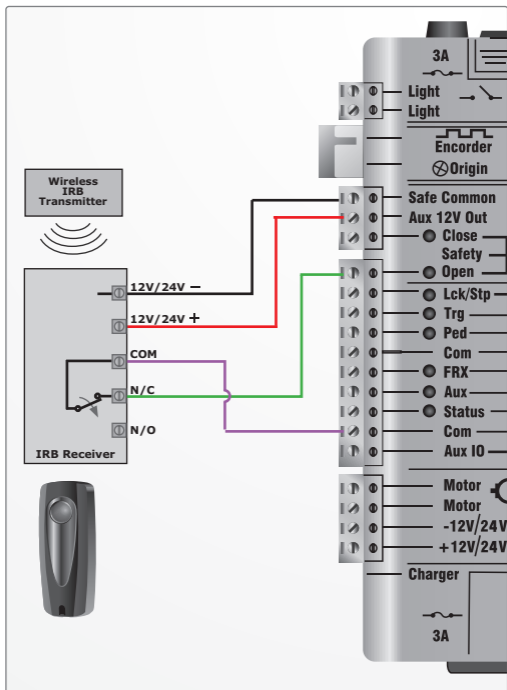 Wireless
IRB
Transmitter
12V/24V −
12V/24V +
COM
N/C
N/O
IRB Receiver
3A
Light
Light
Encorder
Origin
Safe Common
Aux 12V Out
Close
Safety
Open
Lck/Stp
Trg
Ped
Com
FRX
Aux
Status
Com
Aux IO
Motor
Motor
-12V/24V
+12V/24V
Charger
3A